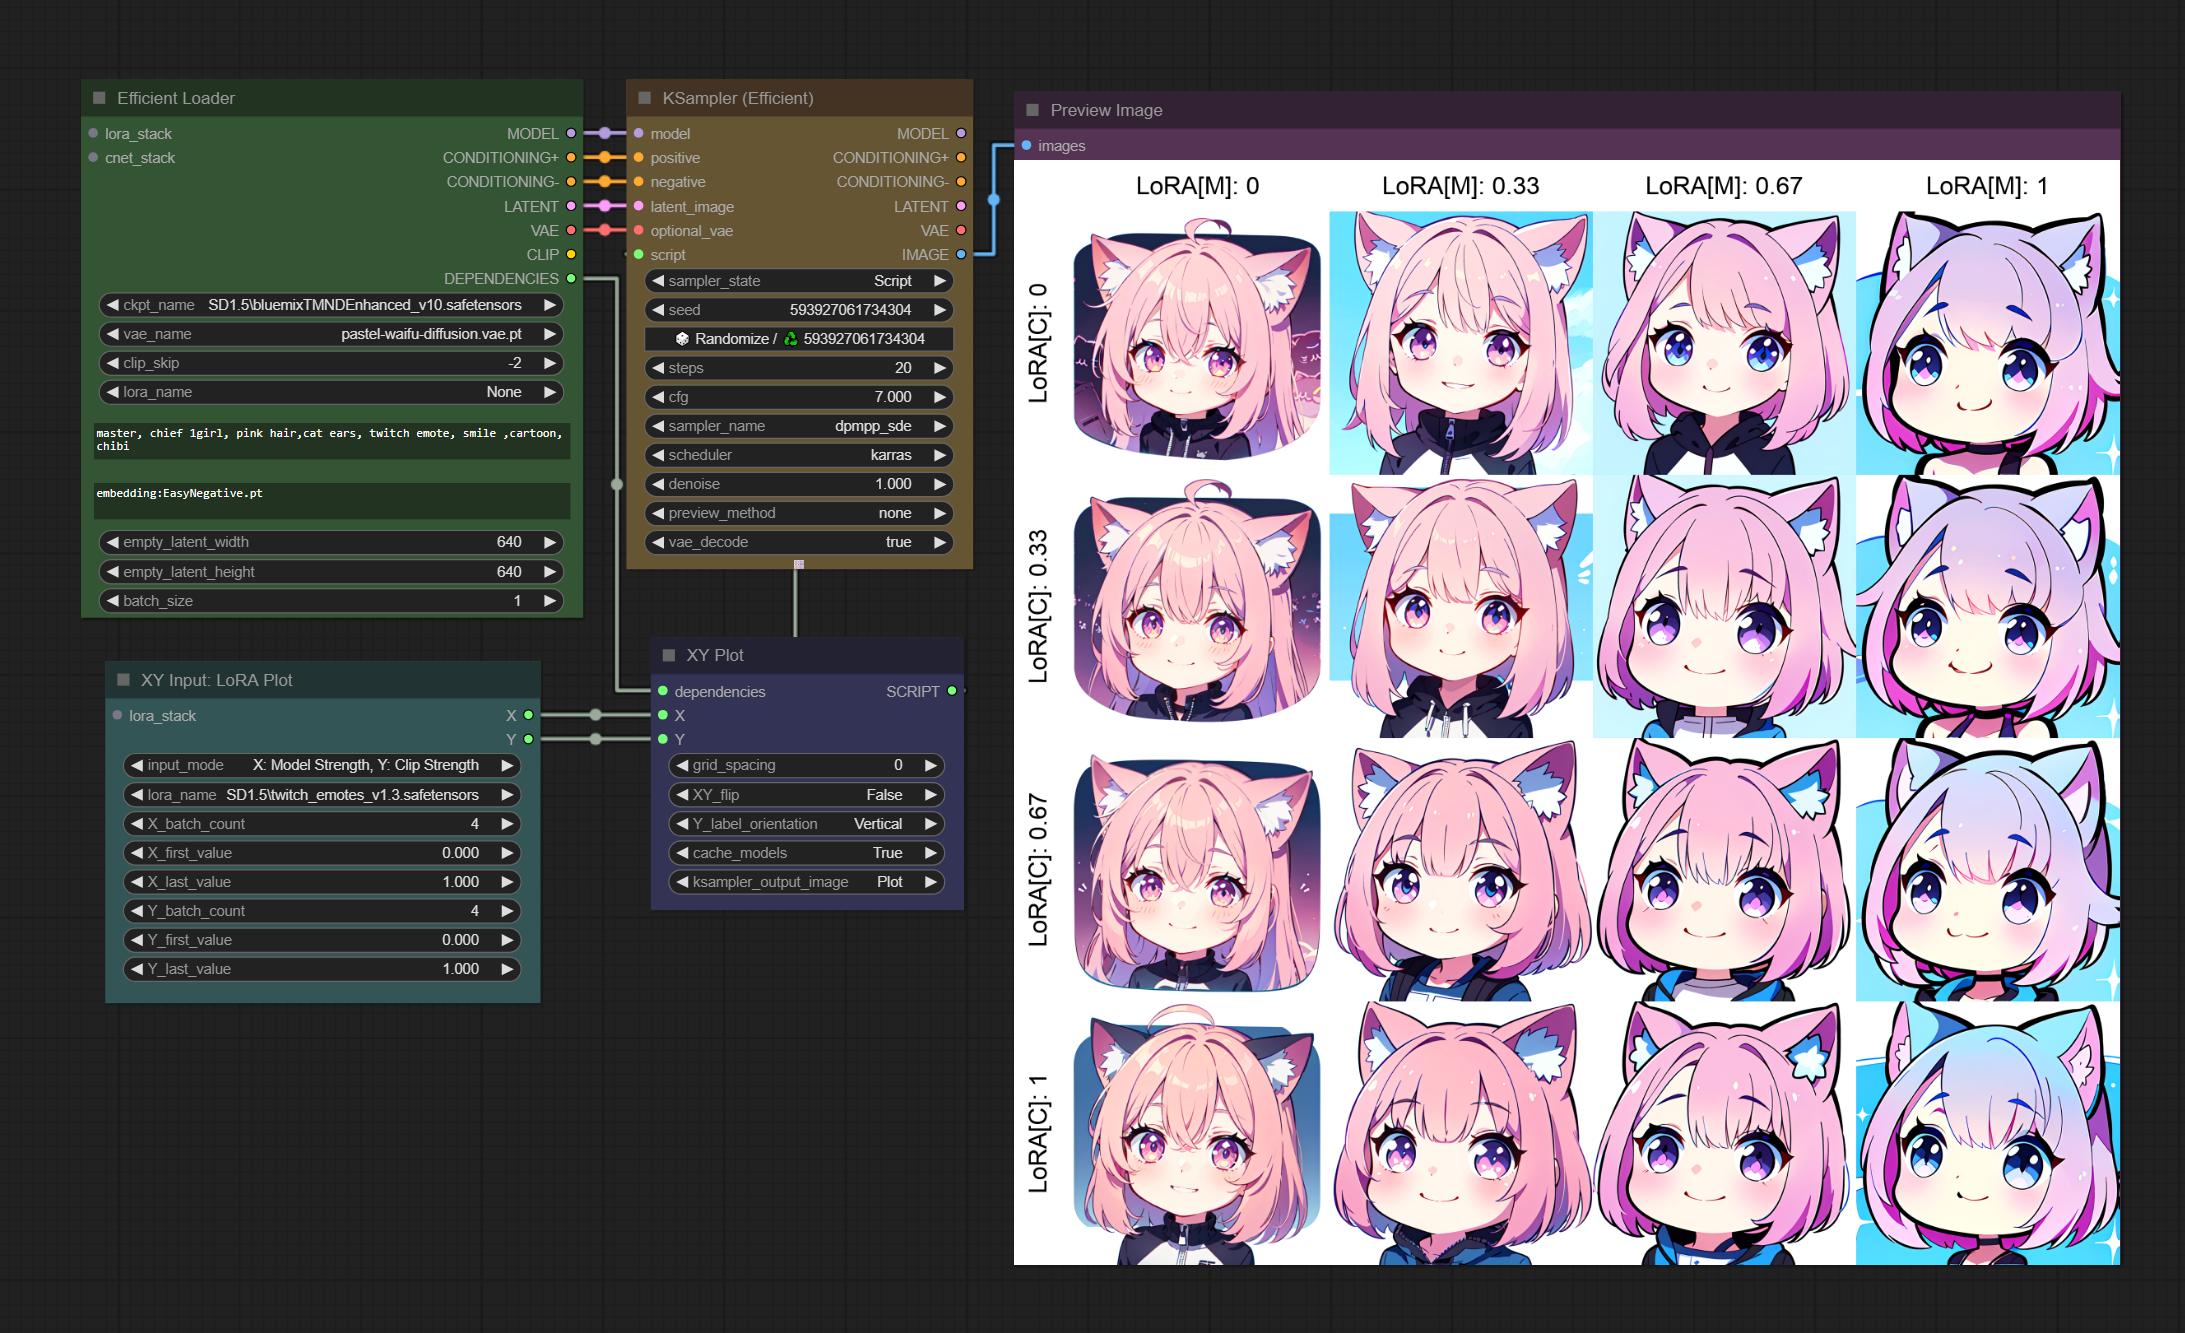 Efficient Loader
lora_stack MODEL
cnet_stack CONDITIONING+
CONDITIONING-
LATENT
VAE
CLIP
DEPENDENCIES
ckpt_name SD1.5\bluemixTMNDEnhanced_v10.safetensors
vae_name pastel-waifu-diffusion.vae.pt
clip_skip -2
lora_name None
master, chief 1girl, pink hair,cat ears, twitch emote, smile ,cartoon,
chibi
embedding:EasyNegative.pt
empty_latent_width 640
empty_latent_height 640
batch_size 1
KSampler (Efficient)
model MODEL
positive CONDITIONING+
negative CONDITIONING-
latent_image LATENT
optional_vae VAE
script IMAGE
sampler_state Script
seed 593927061734304
Randomize / 593927061734304
steps 20
cfg 7.000
sampler_name dpmpp_sde
scheduler karras
denoise 1.000
preview_method none
vae_decode true
XY Input: LoRA Plot
lora_stack X
Y
input_mode X: Model Strength, Y: Clip Strength
lora_name SD1.5\twitch_emotes_v1.3.safetensors
X_batch_count 4
X_first_value 0.000
X_last_value 1.000
Y_batch_count 4
Y_first_value 0.000
Y_last_value 1.000
XY Plot
dependencies SCRIPT
X
Y
grid_spacing 0
XY_flip False
Y_label_orientation Vertical
cache_models True
ksampler_output_image Plot
Preview Image
images
LoRA[M]: 0 LoRA[M]: 0.33 LoRA[M]: 0.67 LoRA[M]: 1
LoRA[C]: 0
LoRA[C]: 0.33
LoRA[C]: 0.67
LoRA[C]: 1